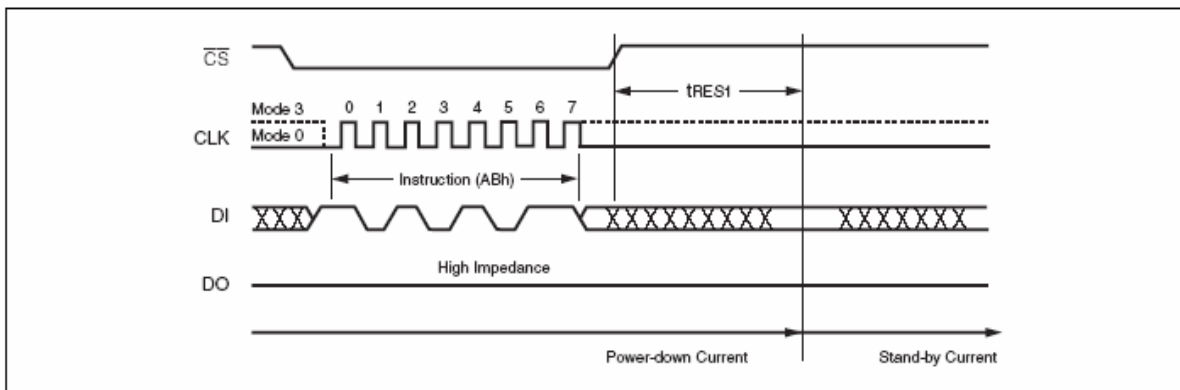 CS
tRES1
Mode 3 0 1 2 3 4 5 6 7
CLK Mode 0
Instruction (ABh)
DI
High Impedance
DO
Power-down Current Stand-by Current